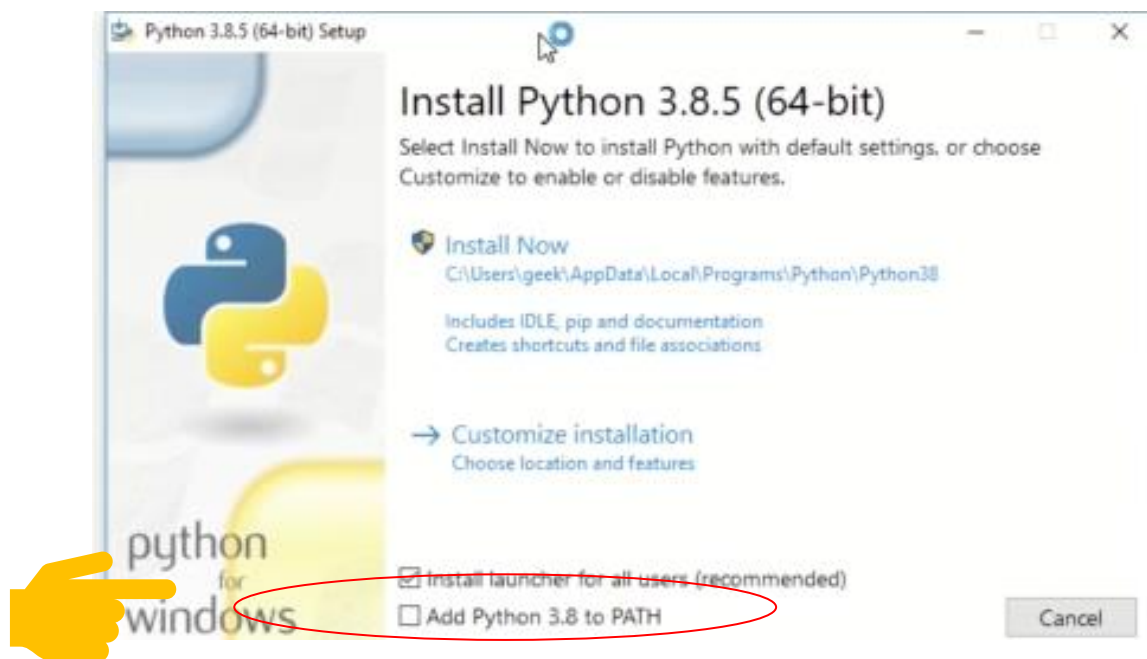 Python 3.8.5 (64-bit) Setup
Install Python 3.8.5 (64-bit)
Select Install Now to install Python with default settings, or choose
Customize to enable or disable features.
Install Now
C:\Users\geek\AppData\Local\Programs\Python\Python38
Includes IDLE, pip and documentation
Creates shortcuts and file associations
Customize installation
Choose location and features
python
for
windows
Install launcher for all users (recommended)
Add Python 3.8 to PATH
Cancel